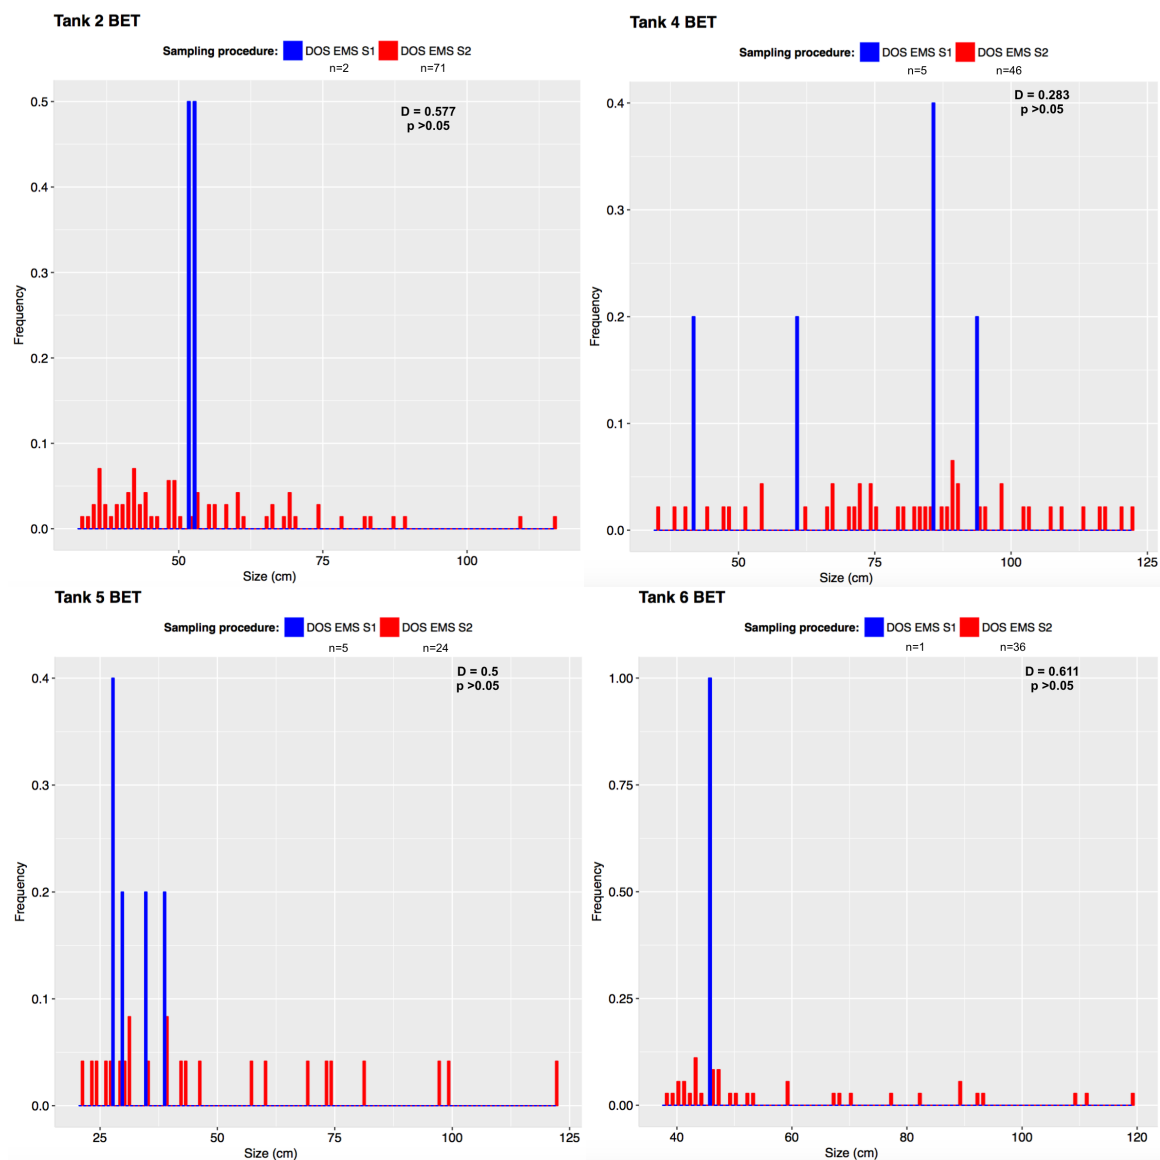 Tank 2 BET
Sampling procedure: DOS EMS S1 DOS EMS S2
n=2 n=71
D = 0.577
p >0.05
0.5
0.4
0.3
0.2
0.1
0.0
Frequency
50 75 100
Size (cm)
Tank 4 BET
Sampling procedure: DOS EMS S1 DOS EMS S2
n=5 n=46
D = 0.283
p >0.05
0.4
0.3
0.2
0.1
0.0
Frequency
50 75 100 125
Size (cm)
Tank 5 BET
Sampling procedure: DOS EMS S1 DOS EMS S2
n=5 n=24
D = 0.5
p >0.05
0.4
0.3
0.2
0.1
0.0
Frequency
25 50 75 100 125
Size (cm)
Tank 6 BET
Sampling procedure: DOS EMS S1 DOS EMS S2
n=1 n=36
D = 0.611
p >0.05
1.00
0.75
0.50
0.25
0.00
Frequency
40 60 80 100 120
Size (cm)